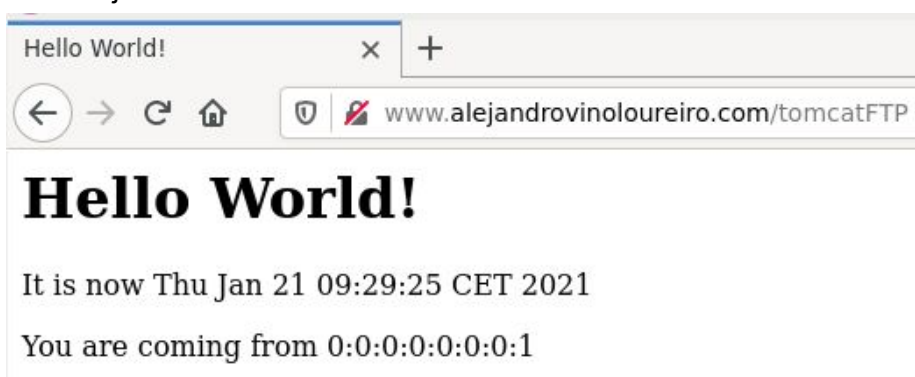 Hello World!
www.alejandrovinoloureiro.com/tomcatFTP
Hello World!
It is now Thu Jan 21 09:29:25 CET 2021
You are coming from 0:0:0:0:0:0:0:1